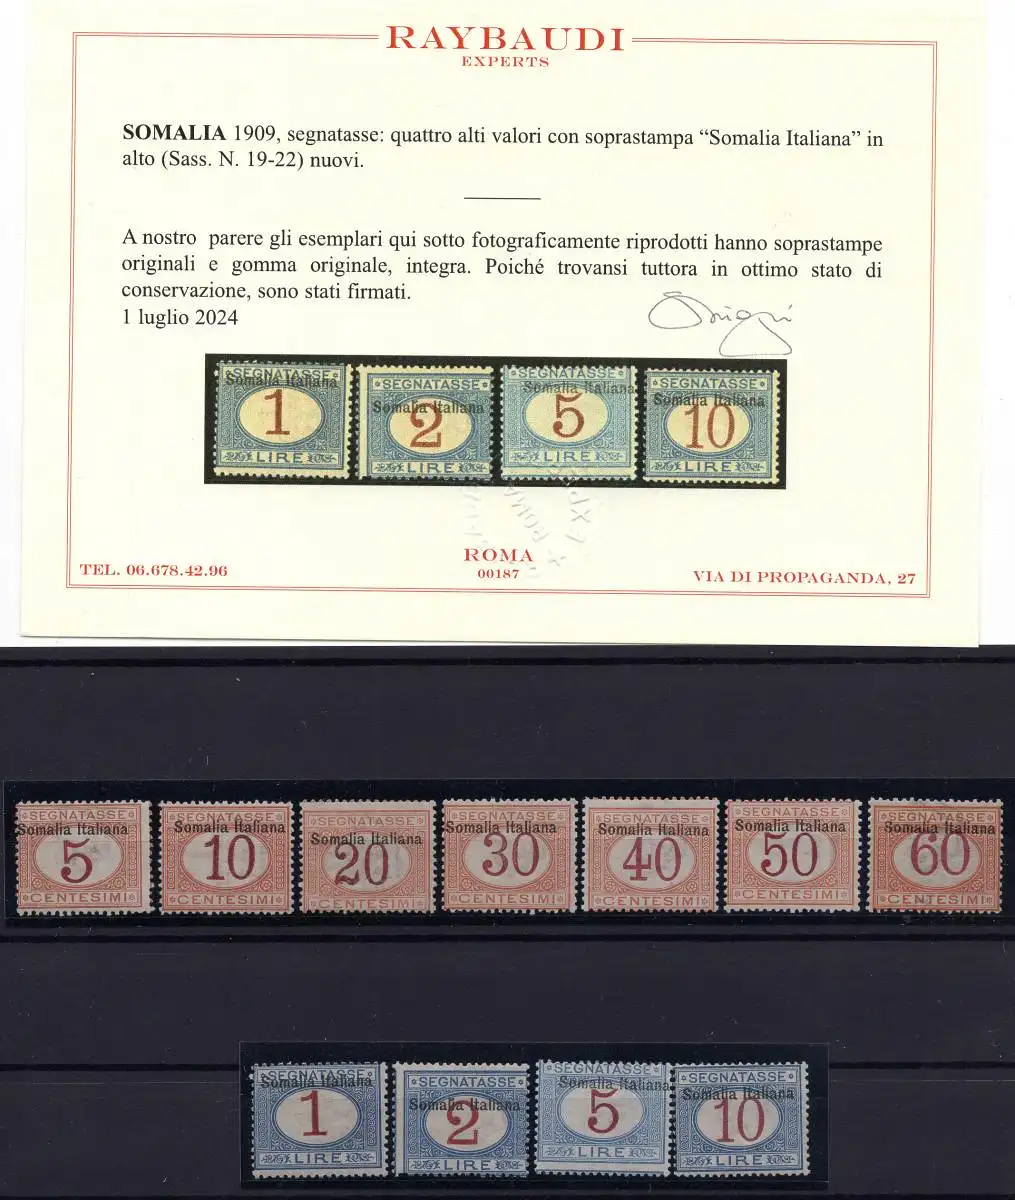 RAYBAUDI
EXPERTS
SOMALIA 1909, segnatasse: quattro alti valori con soprastampa “Somalia Italiana” in
alto (Sass. N. 19-22) nuovi.
A nostro parere gli esemplari qui sotto fotograficamente riprodotti hanno soprastampe
originali e gomma originale, integra. Poiché trovansi tuttora in ottimo stato di
conservazione, sono stati firmati.
1 luglio 2024
SEGNATASSE SEGNATASSE SEGNATASSE SEGNATASSE
Somalia Italiana Somalia Italiana Somalia Italiana Somalia Italiana
1 2 5 10
LIRE LIRE LIRE LIRE
ROMA
00187
TEL. 06.678.42.96
VIA DI PROPAGANDA, 27
SEGNATASSE SEGNATASSE SEGNATASSE SEGNATASSE SEGNATASSE SEGNATASSE SEGNATASSE
Somalia Italiana Somalia Italiana Somalia Italiana Somalia Italiana Somalia Italiana Somalia Italiana Somalia Italiana
5 10 20 30 40 50 60
CENTESIMI CENTESIMI CENTESIMI CENTESIMI CENTESIMI CENTESIMI CENTESIMI
SEGNATASSE SEGNATASSE SEGNATASSE SEGNATASSE
Somalia Italiana Somalia Italiana Somalia Italiana Somalia Italiana
1 2 5 10
LIRE LIRE LIRE LIRE